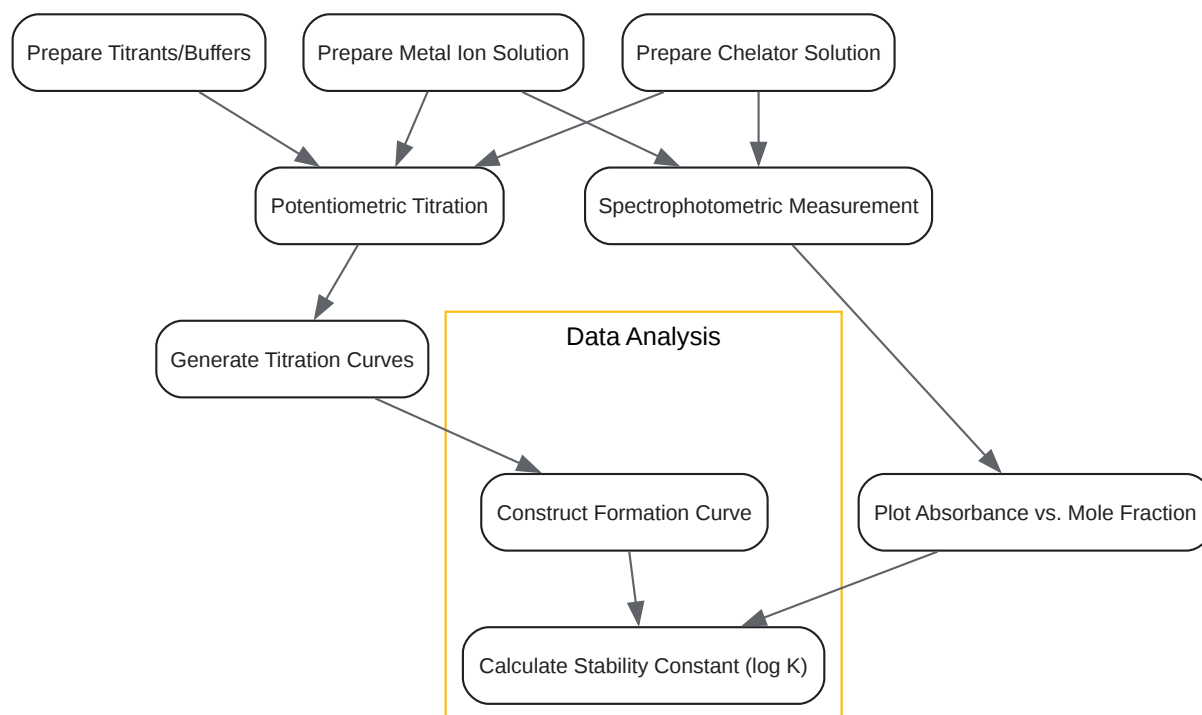 Prepare Titrants/Buffers
Prepare Metal Ion Solution
Prepare Chelator Solution
Potentiometric Titration
Spectrophotometric Measurement
Generate Titration Curves
Data Analysis
Construct Formation Curve
Plot Absorbance vs. Mole Fraction
Calculate Stability Constant (log K)